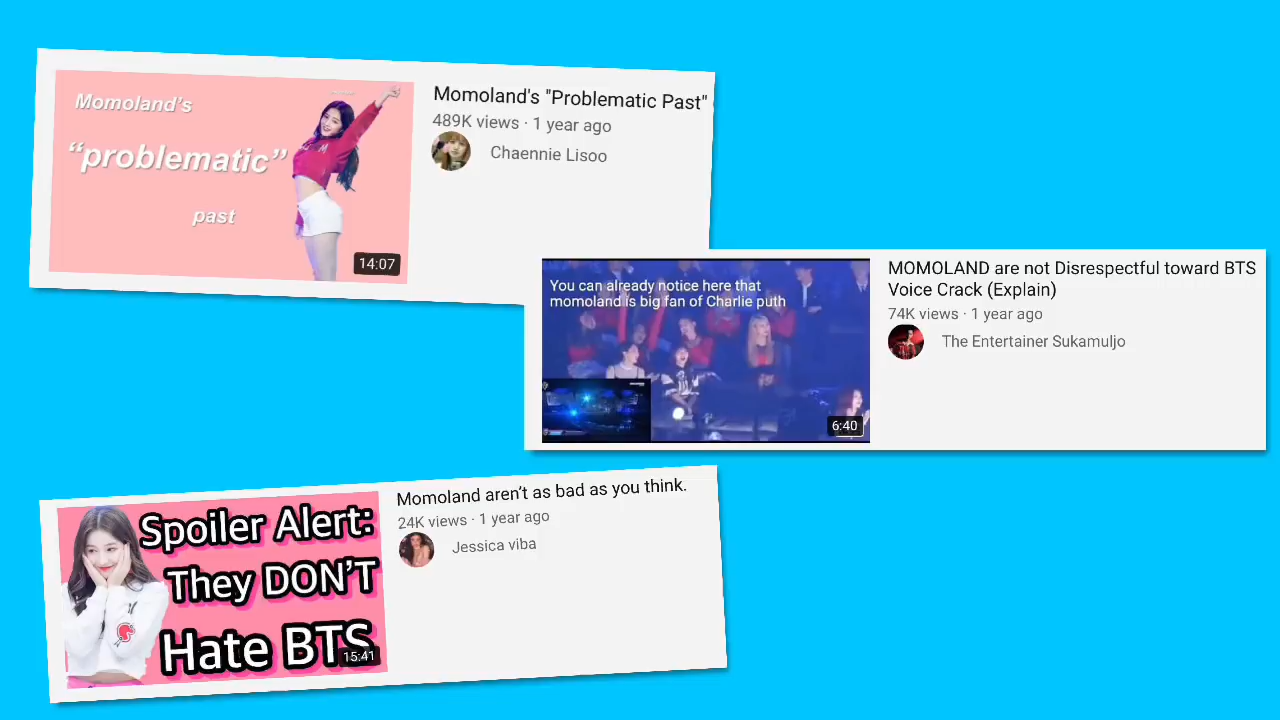 Momoland's
“problematic”
past
14:07
Momoland's "Problematic Past"
489K views · 1 year ago
Chaennie Lisoo
You can already notice here that
momoland is big fan of Charlie puth
6:40
MOMOLAND are not Disrespectful toward BTS
Voice Crack (Explain)
74K views · 1 year ago
The Entertainer Sukamuljo
Spoiler Alert:
They DON'T
Hate BTS
15:41
Momoland aren't as bad as you think.
24K views · 1 year ago
Jessica viba